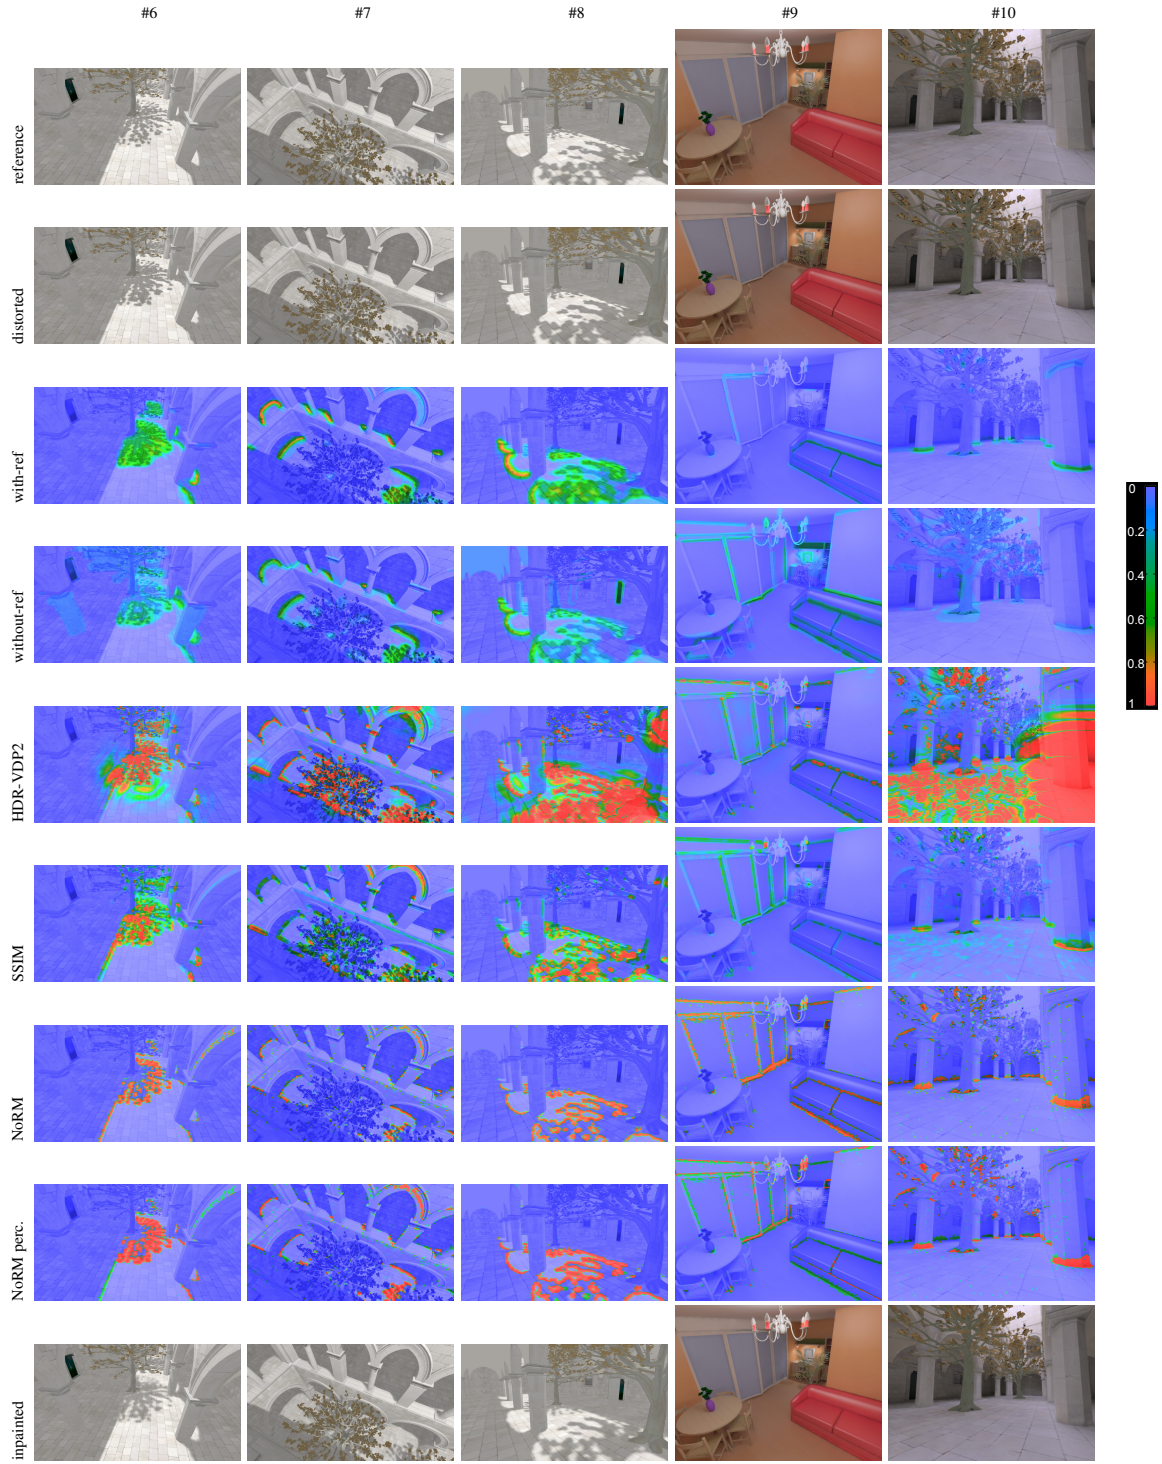 #6 #7 #8 #9 #10
reference
distorted
with-ref
without-ref
HDR-VDP2
SSIM
NoRM
NoRM perc.
inpainted
0
0.2
0.4
0.6
0.8
1